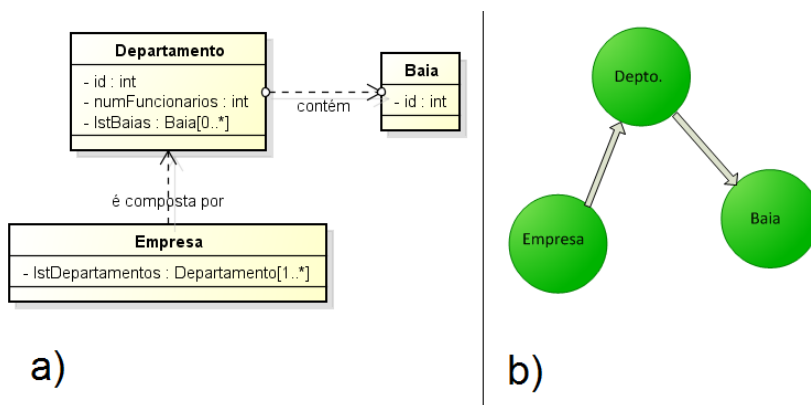 Departamento
- id : int
- numFuncionarios : int
- lstBaias : Baia[0..*]
contém
Baia
- id : int
é composta por
Empresa
- lstDepartamentos : Departamento[1..*]
a)
Depto.
Empresa
Baia
b)